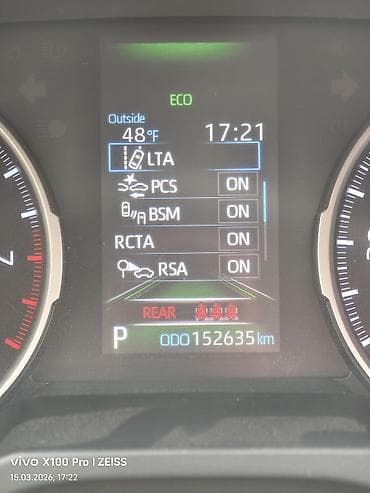 ECO
Outside
48°F 17:21
LTA
PCS ON
BSM ON
RCTA ON
RSA ON
REAR
P ODO 152635 km
vivo X100 Pro | ZEISS
15.03.2026, 17:22